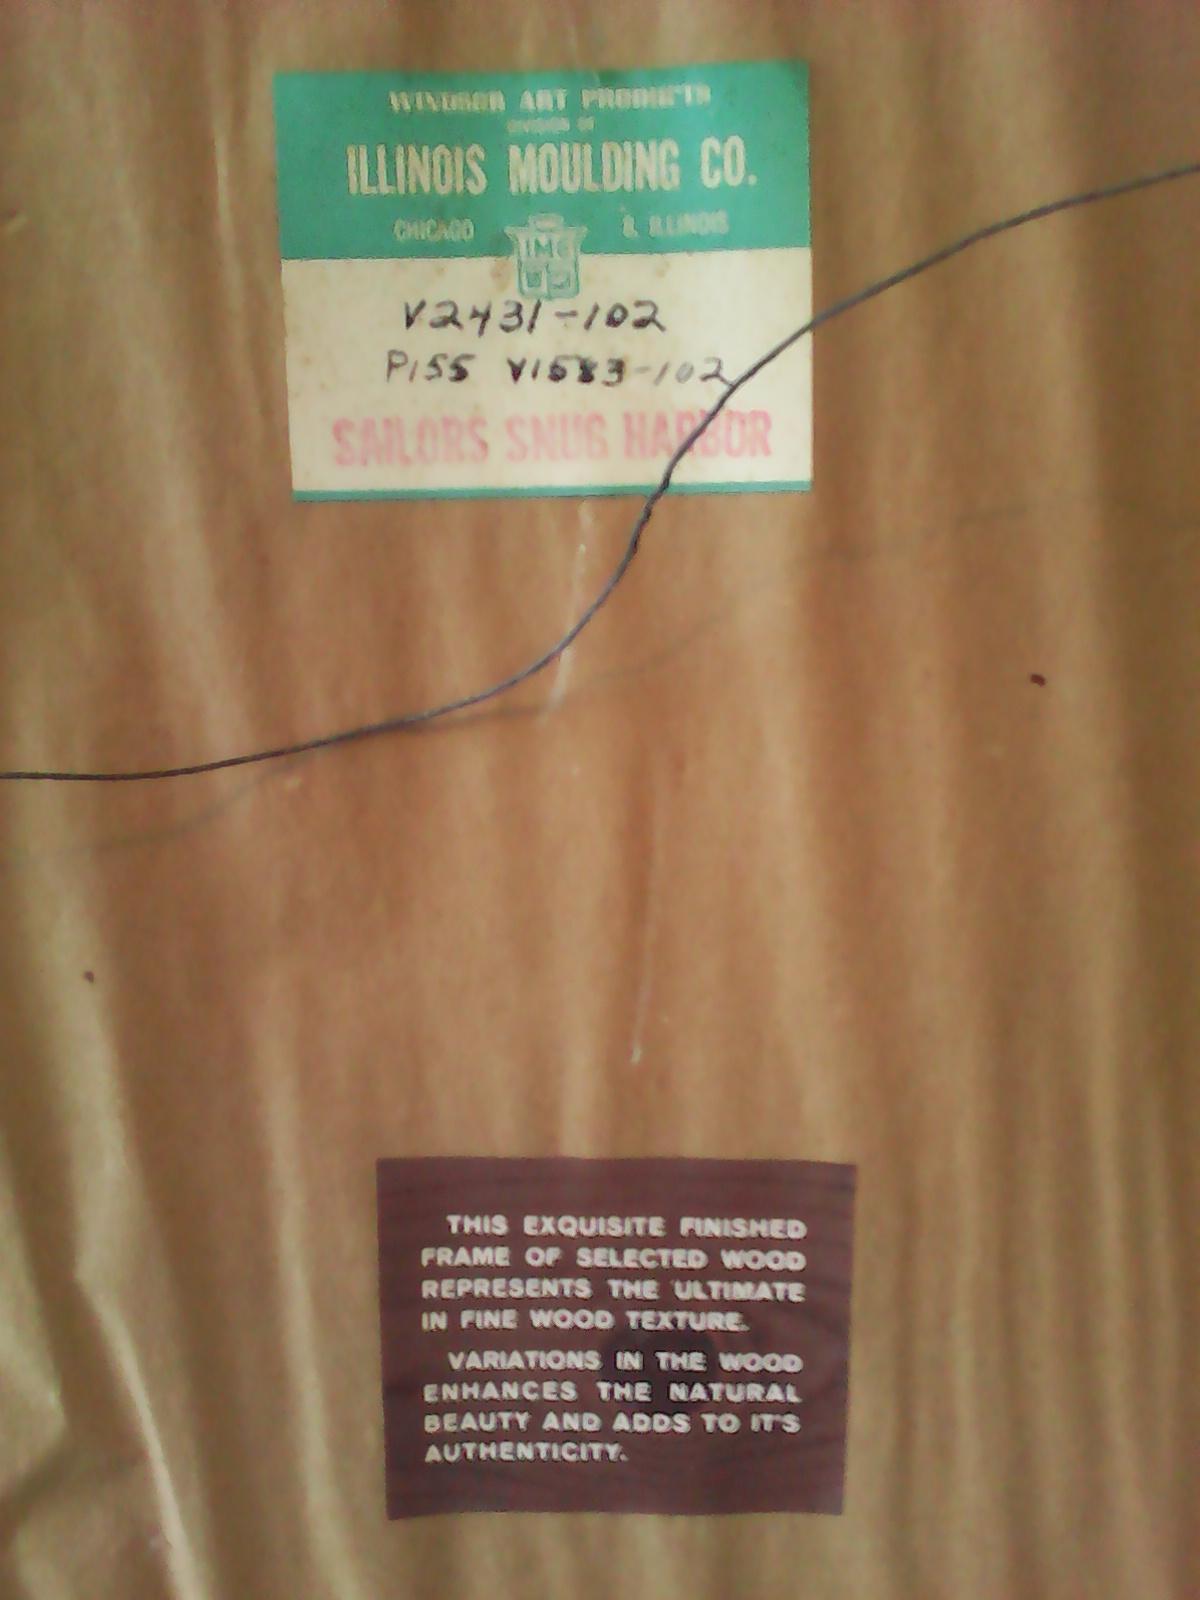 WINDSOR ART PRODUCTS
DIVISION OF
ILLINOIS MOULDING CO.
CHICAGO 8, ILLINOIS
IMC
V2431-102
P155 V1583-102
SAILORS SNUG HARBOR
THIS EXQUISITE FINISHED
FRAME OF SELECTED WOOD
REPRESENTS THE ULTIMATE
IN FINE WOOD TEXTURE.
VARIATIONS IN THE WOOD
ENHANCES THE NATURAL
BEAUTY AND ADDS TO IT'S
AUTHENTICITY.